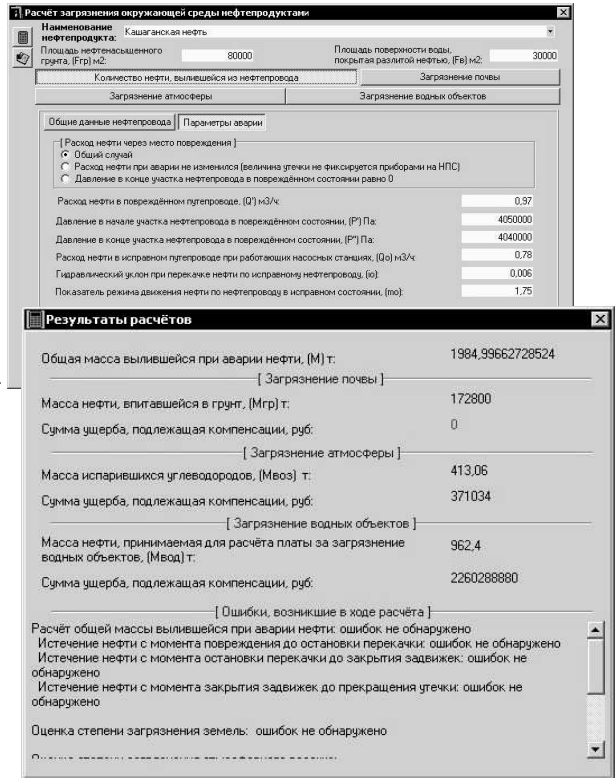 Расчёт загрязнения окружающей среды нефтепродуктами
Наименование нефтепродукта: Кашаганская нефть
Площадь нефтенасыщенного грунта, (Fгр) м2: 80000
Площадь поверхности воды, покрытая разлитой нефтью, (Fв) м2: 30000
Количество нефти, вылившейся из нефтепровода
Загрязнение почвы
Загрязнение атмосферы
Загрязнение водных объектов
Общие данные нефтепровода
Параметры аварии
[ Расход нефти через место повреждения ]
Общий случай
Расход нефти при аварии не изменился (величина утечки не фиксируется приборами на НПС)
Давление в конце участка нефтепровода в повреждённом состоянии равно 0
Расход нефти в повреждённом путепроводе, (Q') м3/ч: 0,97
Давление в начале участка нефтепровода в повреждённом состоянии, (P') Па: 4050000
Давление в конце участка нефтепровода в повреждённом состоянии, (P'') Па: 4040000
Расход нефти в исправном путепроводе при работающих насосных станциях, (Qo) м3/ч: 0,78
Гидравлический уклон при перекачке нефти по исправному нефтепроводу, (io): 0,006
Показатель режима движения нефти по нефтепроводу в исправном состоянии, (mo): 1,75
Результаты расчётов
Общая масса вылившейся при аварии нефти, (М) т: 1984,99662728524
[ Загрязнение почвы ]
Масса нефти, впитавшейся в грунт, (Мгр) т: 172800
Сумма ущерба, подлежащая компенсации, руб: 0
[ Загрязнение атмосферы ]
Масса испарившихся углеводородов, (Мвоз) т: 413,06
Сумма ущерба, подлежащая компенсации, руб: 371034
[ Загрязнение водных объектов ]
Масса нефти, принимаемая для расчёта платы за загрязнение
водных объектов, (Мвод) т: 962,4
Сумма ущерба, подлежащая компенсации, руб: 2260288880
[ Ошибки, возникшие в ходе расчёта ]
Расчёт общей массы вылившейся при аварии нефти: ошибок не обнаружено
Истечение нефти с момента повреждения до остановки перекачки: ошибок не обнаружено
Истечение нефти с момента остановки перекачки до закрытия задвижек: ошибок не
обнаружено
Истечение нефти с момента закрытия задвижек до прекращения утечки: ошибок не
обнаружено
Оценка степени загрязнения земель: ошибок не обнаружено